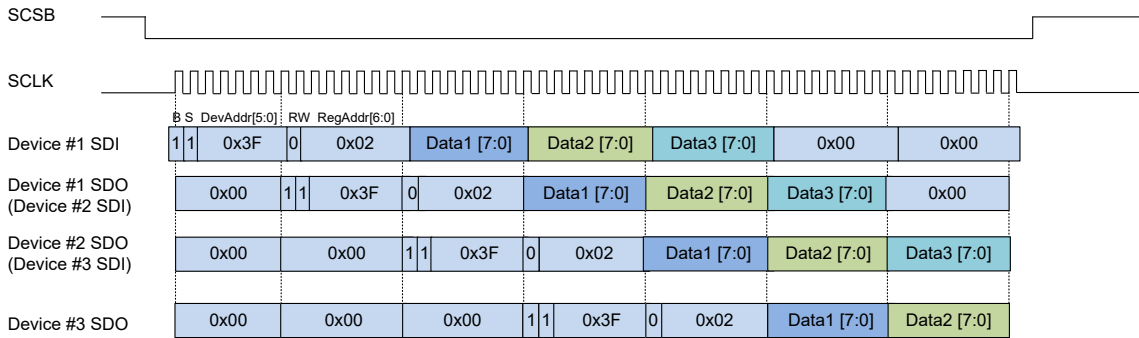 SCSB
SCLK
B S DevAddr[5:0] RW RegAddr[6:0]
Device #1 SDI 1 1 0x3F 0 0x02 Data1 [7:0] Data2 [7:0] Data3 [7:0] 0x00 0x00
Device #1 SDO
(Device #2 SDI) 0x00 1 1 0x3F 0 0x02 Data1 [7:0] Data2 [7:0] Data3 [7:0] 0x00
Device #2 SDO
(Device #3 SDI) 0x00 0x00 1 1 0x3F 0 0x02 Data1 [7:0] Data2 [7:0] Data3 [7:0]
Device #3 SDO 0x00 0x00 0x00 1 1 0x3F 0 0x02 Data1 [7:0] Data2 [7:0]